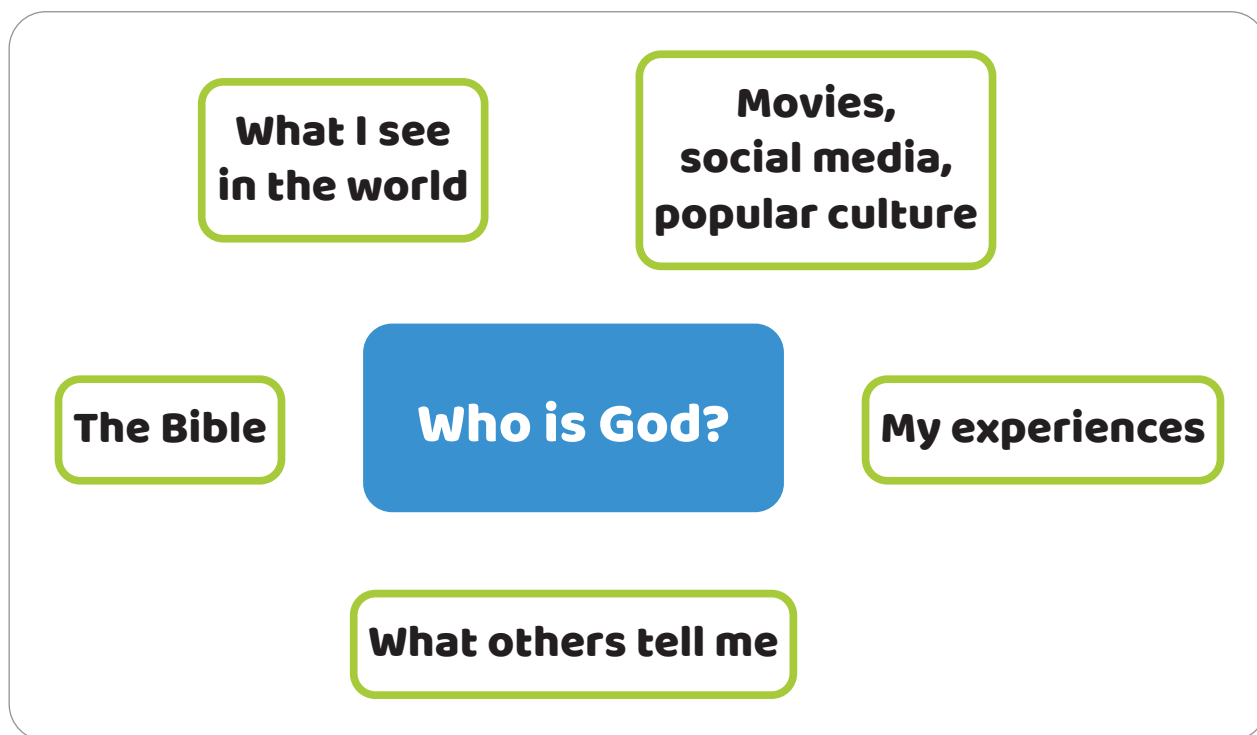 What I see
in the world
Movies,
social media,
popular culture
The Bible
Who is God?
My experiences
What others tell me